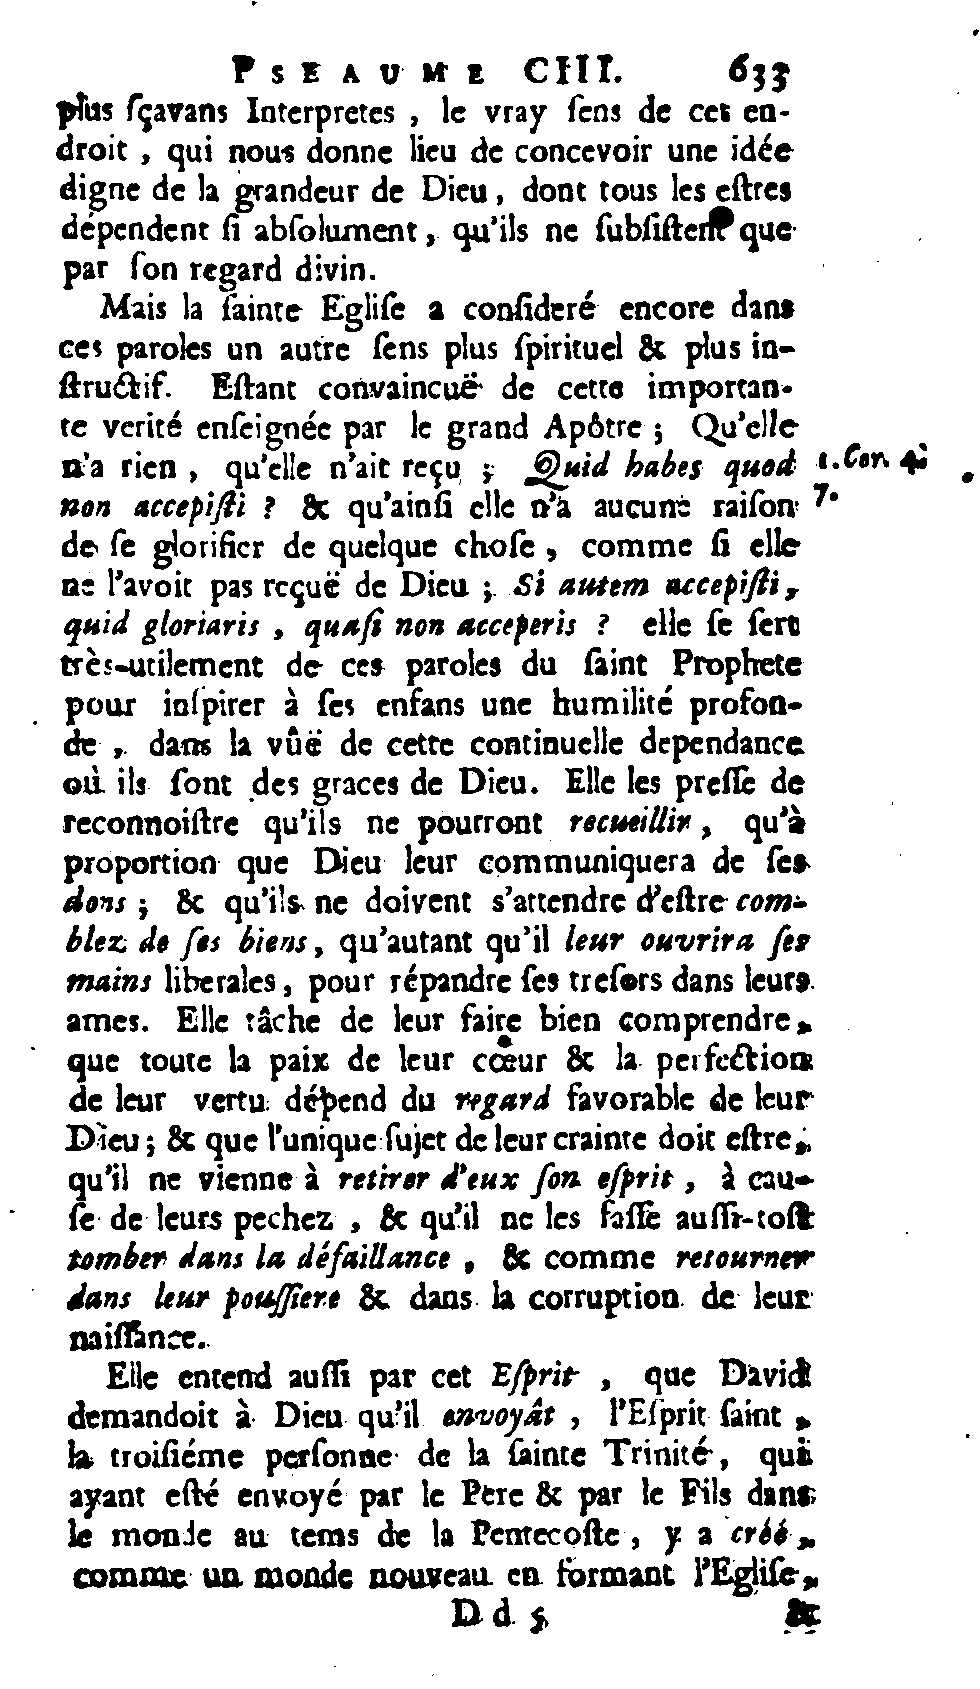 PSEAUME CIII. 633
plus ſçavans Interpretes, le vray ſens de cet en-
droit, qui nous donne lieu de concevoir une idée
digne de la grandeur de Dieu, dont tous les eſtres
dépendent ſi abſolument, qu'ils ne ſubſiſtent que
par ſon regard divin.
Mais la ſainte Egliſe a conſideré encore dans
ces paroles un autre ſens plus ſpirituel & plus in-
ſtructif. Eſtant convaincuë de cette importan-
te verité enſeignée par le grand Apôtre; Qu'elle
n'a rien, qu'elle n'ait reçu; Quid habes quod 1. Cor. 4.
non accepiſti? & qu'ainſi elle n'a aucune raiſon 7.
de ſe glorifier de quelque choſe, comme ſi elle
ne l'avoit pas reçuë de Dieu; Si autem accepiſti,
quid gloriaris, quaſi non acceperis? elle ſe ſert
très-utilement de ces paroles du ſaint Prophete
pour inſpirer à ſes enfans une humilité profon-
de, dans la vûë de cette continuelle dependance
où ils ſont des graces de Dieu. Elle les preſſe de
reconnoiſtre qu'ils ne pourront recueillir, qu'à
proportion que Dieu leur communiquera de ſes
dons; & qu'ils ne doivent s'attendre d'eſtre com-
blez de ſes biens, qu'autant qu'il leur ouvrira ſes
mains liberales, pour répandre ſes treſors dans leurs
ames. Elle tâche de leur faire bien comprendre,
que toute la paix de leur cœur & la perfection
de leur vertu dépend du regard favorable de leur
Dieu; & que l'unique ſujet de leur crainte doit eſtre,
qu'il ne vienne à retirer d'eux ſon eſprit, à cau-
ſe de leurs pechez, & qu'il ne les faſſe auſſi-toſt
tomber dans la défaillance, & comme retourner
dans leur pouſſiere & dans la corruption de leur
naiſſance.
Elle entend auſſi par cet Eſprit, que David
demandoit à Dieu qu'il envoyât, l'Eſprit ſaint,
la troiſiéme perſonne de la ſainte Trinité, qui
ayant eſté envoyé par le Pere & par le Fils dans
le monde au tems de la Pentecoſte, y a créé,
comme un monde nouveau en formant l'Egliſe,
Dd 5 &